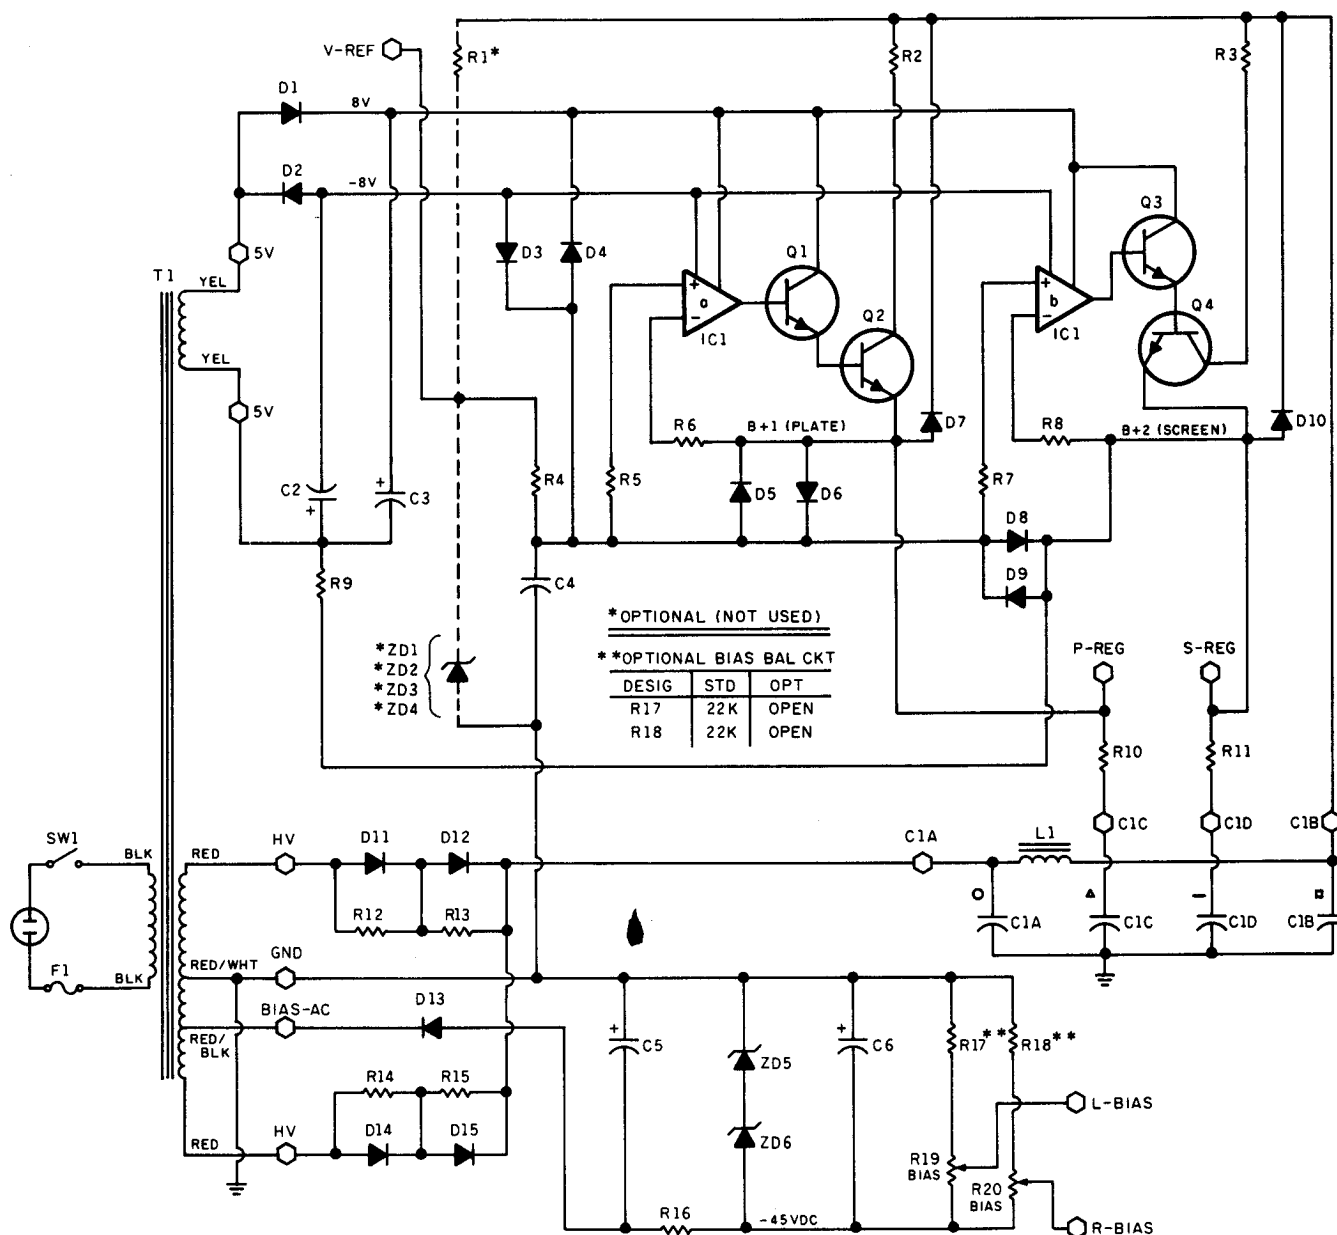 V-REF
R1*
R2
R3
D1
8V
D2
-8V
Q3
5V
D3
D4
Q1
T1
YEL
+
a
-
IC1
Q2
+
b
-
IC1
Q4
YEL
5V
R6
B+1 (PLATE)
D7
R8
B+2 (SCREEN)
D10
C2
+
+
C3
R4
R5
D5
D6
R7
D8
R9
C4
D9
*OPTIONAL (NOT USED)
*ZD1
*ZD2
*ZD3
*ZD4
**OPTIONAL BIAS BAL CKT
DESIG STD OPT
R17 22K OPEN
R18 22K OPEN
P-REG
S-REG
R10
R11
SW1
BLK
RED
HV
D11
D12
C1A
L1
C1C
C1D
C1B
R12
R13
C1A
C1C
C1D
C1B
F1
BLK
RED/WHT
GND
BIAS-AC
D13
RED/
BLK
+
C5
ZD5
+
C6
R17**
R18**
R14
R15
L-BIAS
RED
HV
D14
D15
ZD6
R19
BIAS
R20
BIAS
R16
-45VDC
R-BIAS